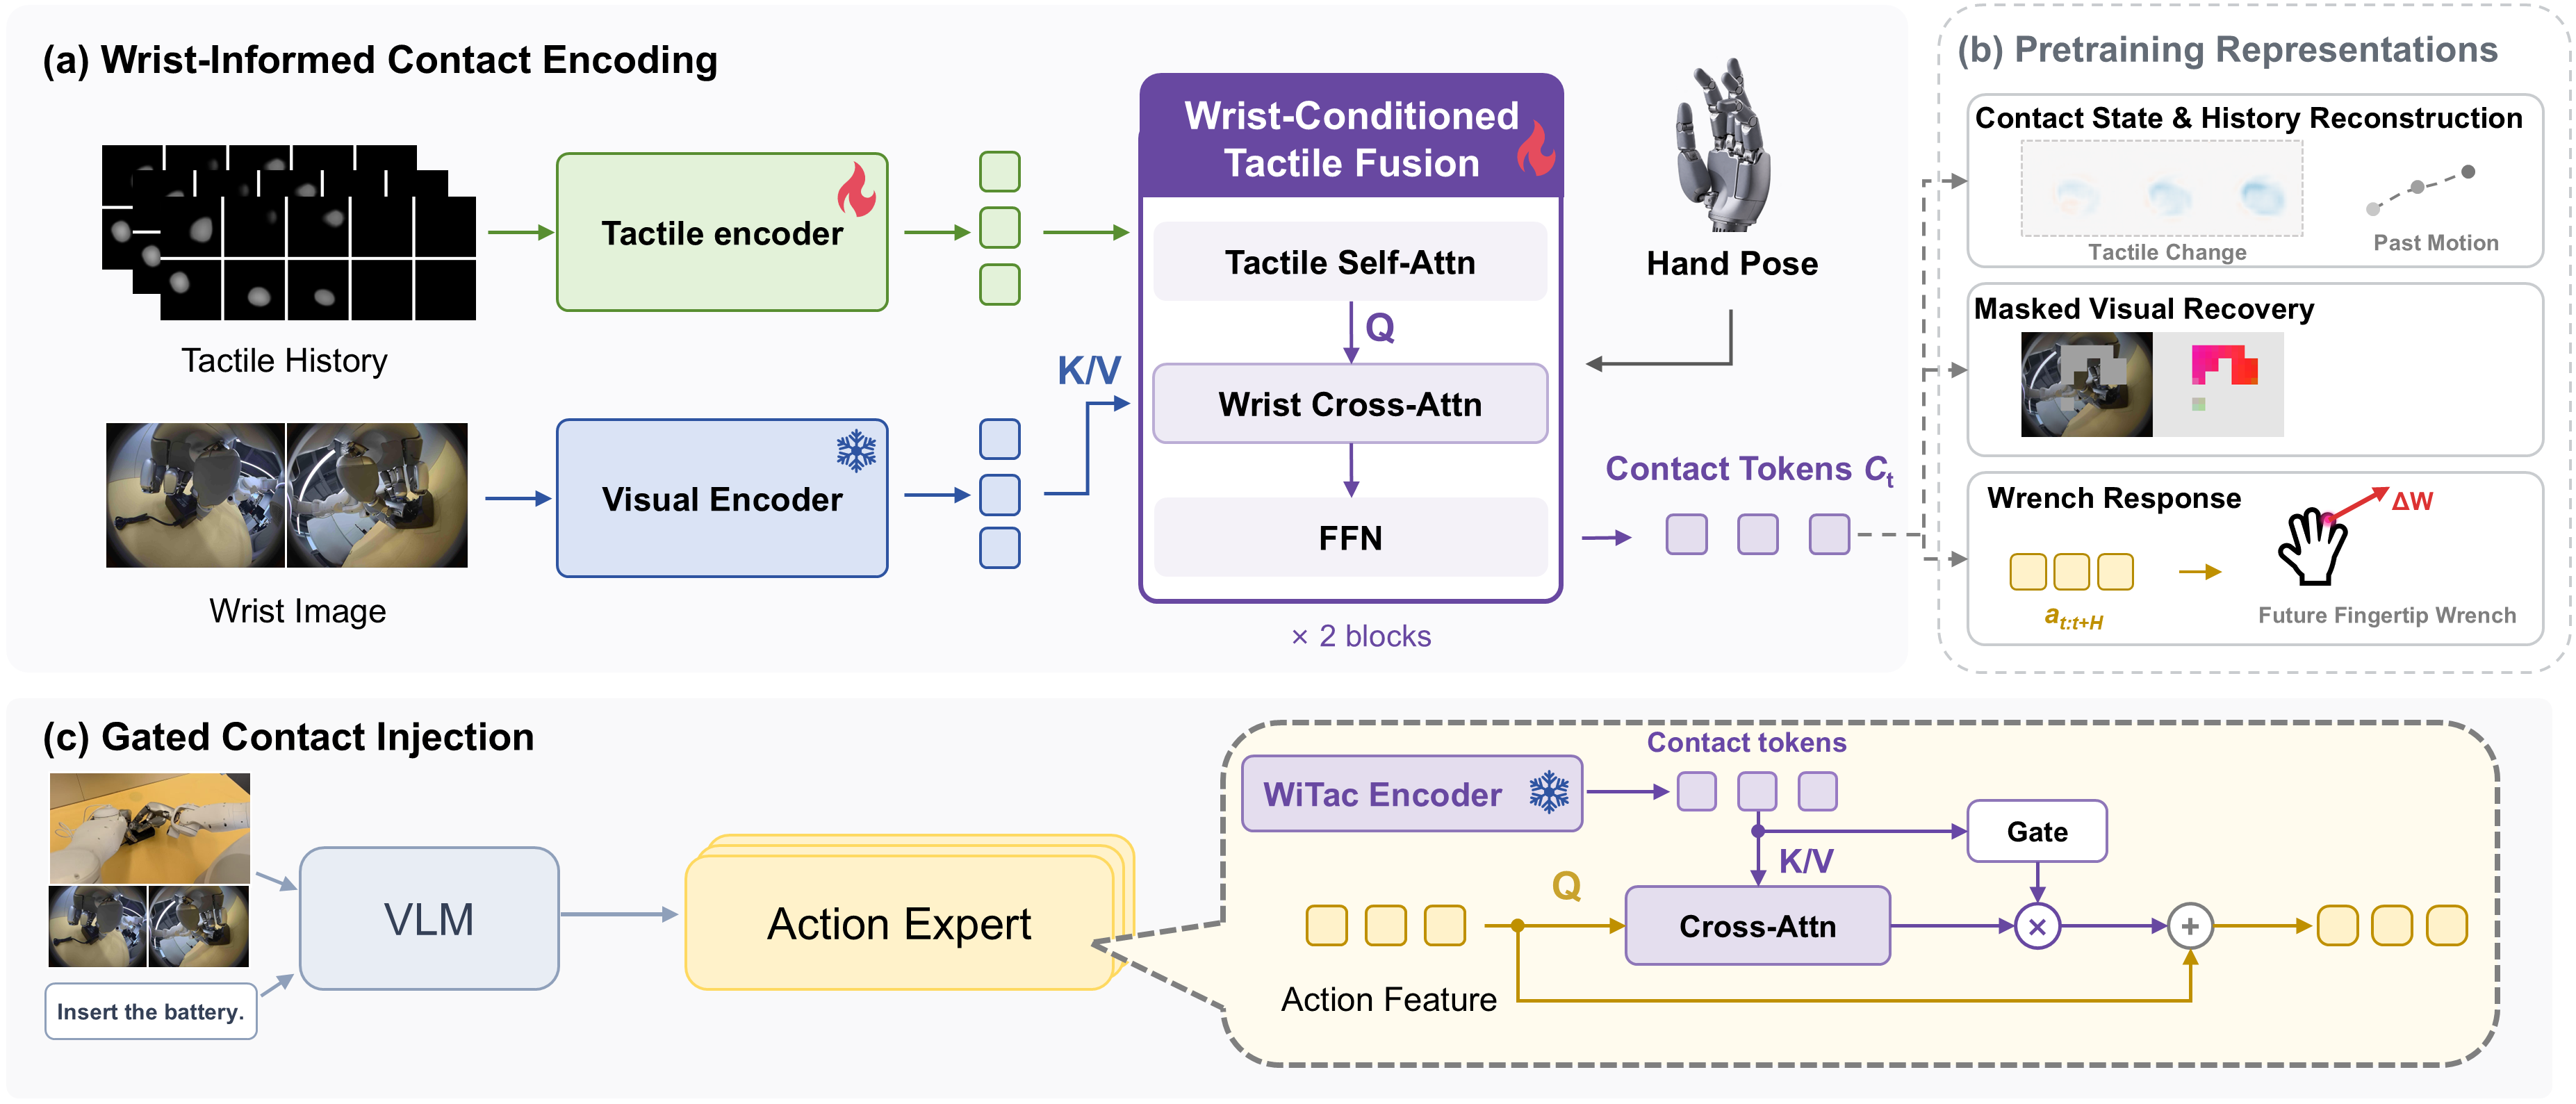 (a) Wrist-Informed Contact Encoding
Tactile History
Tactile encoder
Wrist Image
Visual Encoder
K/V
Wrist-Conditioned
Tactile Fusion
Tactile Self-Attn
Q
Wrist Cross-Attn
FFN
× 2 blocks
Hand Pose
Contact Tokens Ct
(b) Pretraining Representations
Contact State & History Reconstruction
Tactile Change
Past Motion
Masked Visual Recovery
Wrench Response
ΔW
at:t+H
Future Fingertip Wrench
(c) Gated Contact Injection
Insert the battery.
VLM
Action Expert
WiTac Encoder
Contact tokens
Gate
K/V
Q
Cross-Attn
×
+
Action Feature